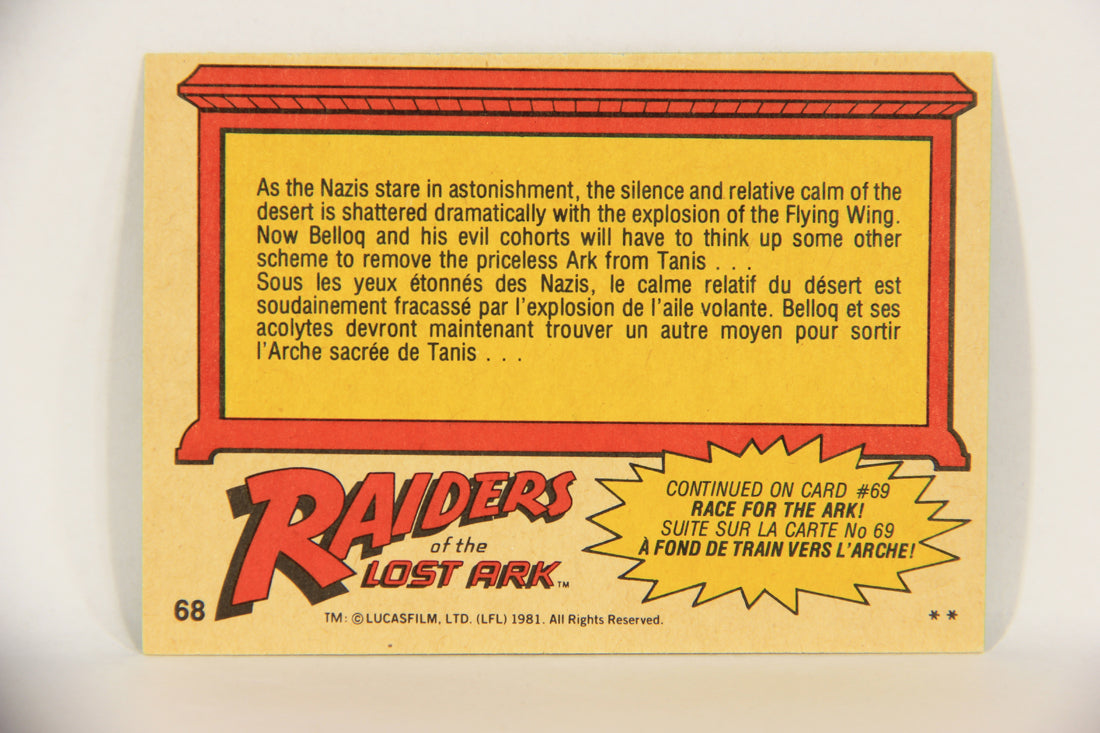 As the Nazis stare in astonishment, the silence and relative calm of the
desert is shattered dramatically with the explosion of the Flying Wing.
Now Belloq and his evil cohorts will have to think up some other
scheme to remove the priceless Ark from Tanis . . .
Sous les yeux étonnés des Nazis, le calme relatif du désert est
soudainement fracassé par l'explosion de l'aile volante. Belloq et ses
acolytes devront maintenant trouver un autre moyen pour sortir
l'Arche sacrée de Tanis . . .
RAIDERS
of the
LOST ARK™
CONTINUED ON CARD #69
RACE FOR THE ARK!
SUITE SUR LA CARTE No 69
À FOND DE TRAIN VERS L'ARCHE!
68
TM: ©LUCASFILM, LTD. (LFL) 1981. All Rights Reserved.
* *